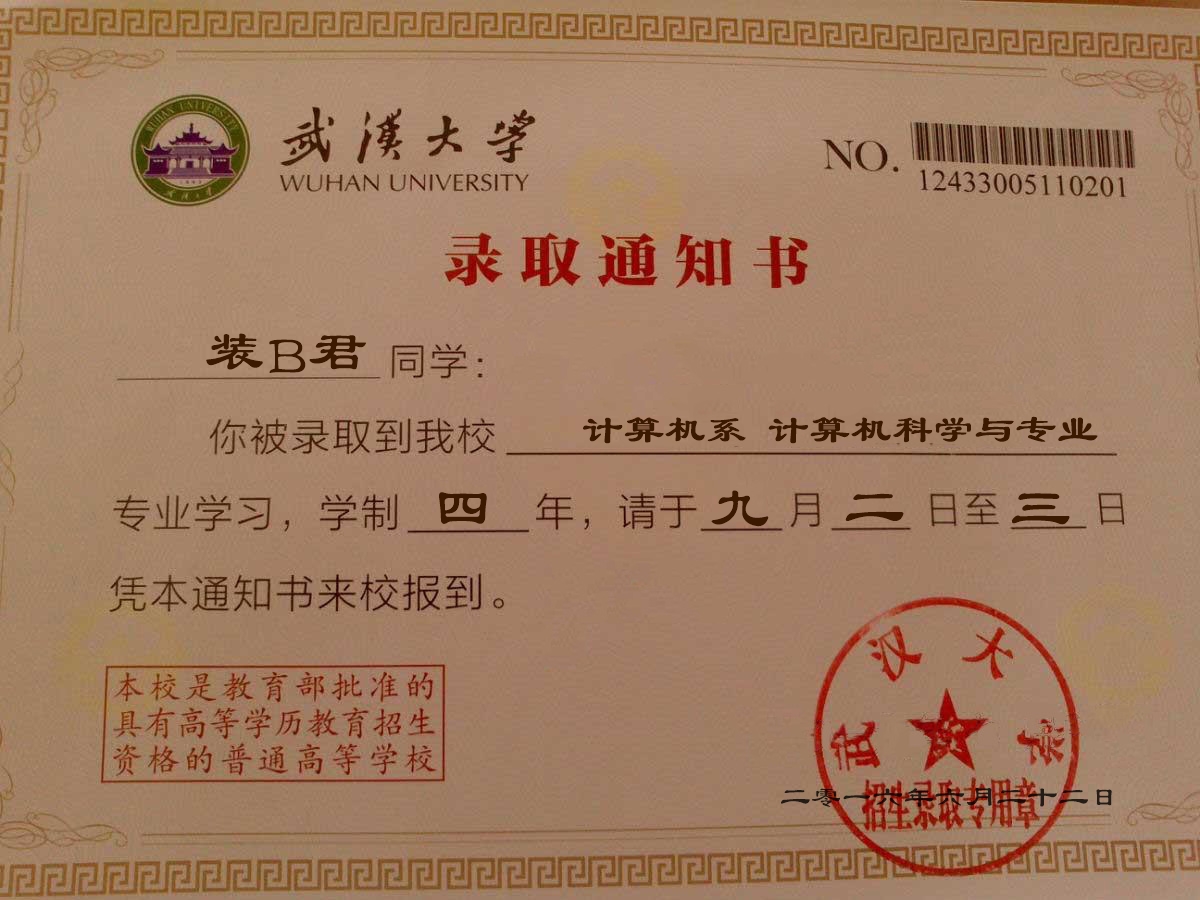 WUHAN UNIVERSITY
武漢大学
WUHAN UNIVERSITY
NO.
12433005110201
录取通知书
装B君 同学：
你被录取到我校 计算机系 计算机科学与专业
专业学习，学制 四 年，请于 九 月 二 日至 三 日
凭本通知书来校报到。
本校是教育部批准的
具有高等学历教育招生
资格的普通高等学校
武汉大学
招生录取专用章
二零一六年六月二十二日